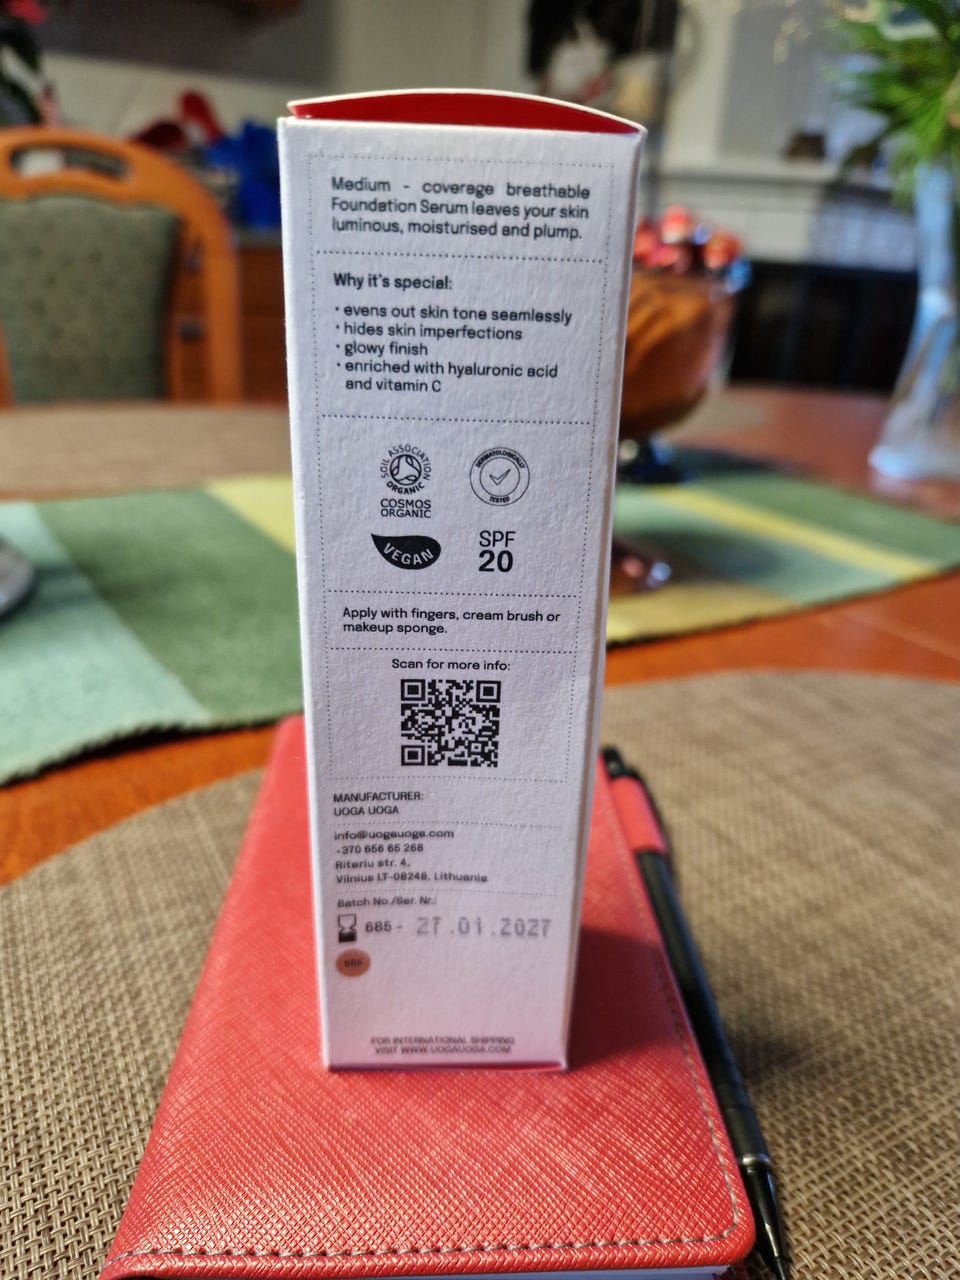 Medium - coverage breathable
Foundation Serum leaves your skin
luminous, moisturised and plump.
Why it's special:
• evens out skin tone seamlessly
• hides skin imperfections
• glowy finish
• enriched with hyaluronic acid
and vitamin C
SOIL ASSOCIATION
ORGANIC
COSMOS
ORGANIC
DERMATOLOGICALLY
TESTED
VEGAN
SPF
20
Apply with fingers, cream brush or
makeup sponge.
Scan for more info:
MANUFACTURER:
UOGA UOGA
info@uogauoga.com
+370 656 65 268
Riteriu str. 4,
Vilnius LT-08248, Lithuania
Batch No./Ser. Nr.:
685 - 27.01.2027
685
FOR INTERNATIONAL SHIPPING
VISIT WWW.UOGAUOGA.COM